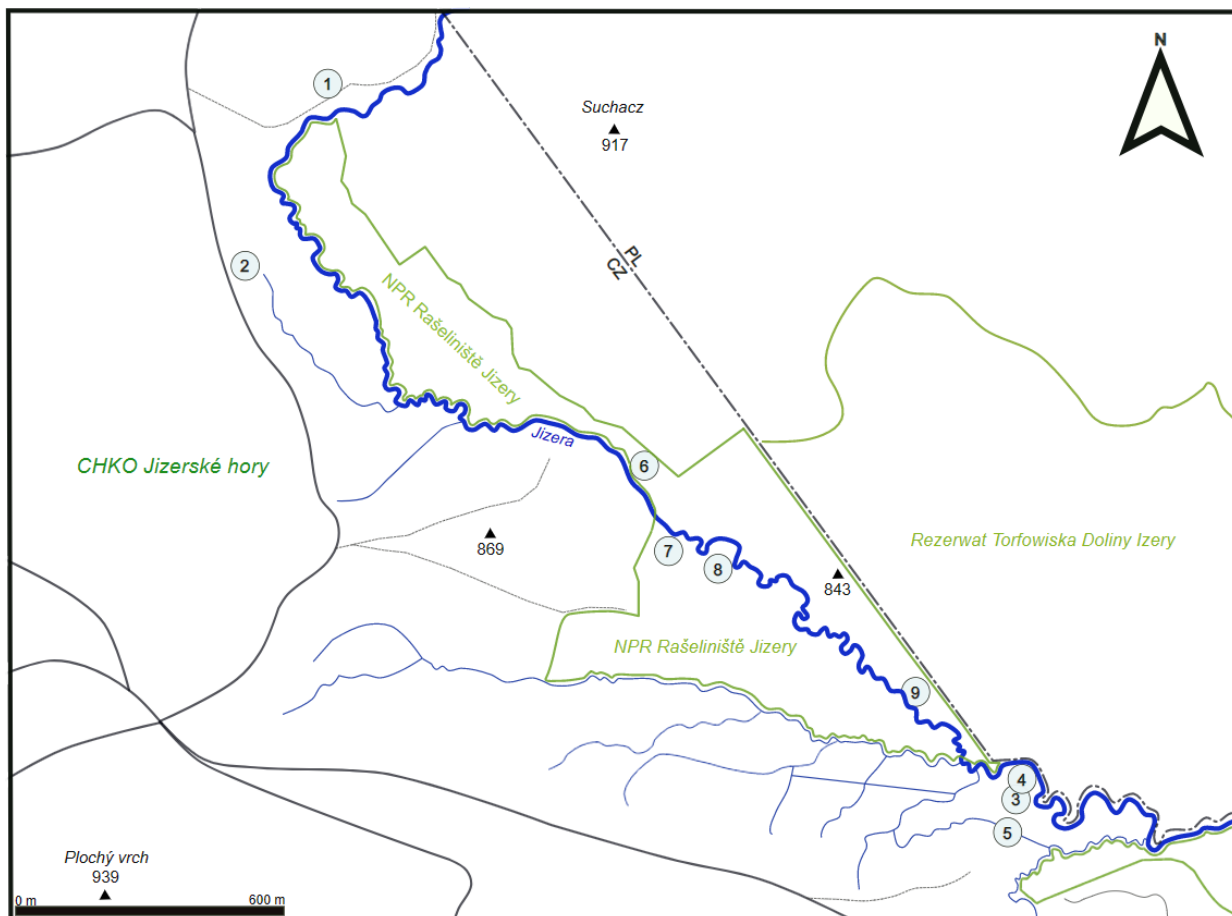 N
1
Suchacz
917
2
PL
CZ
NPR Rašeliniště Jizery
Jizera
CHKO Jizerské hory
6
869
7
8
843
Rezerwat Torfowiska Doliny Izery
NPR Rašeliniště Jizery
9
4
3
5
Plochý vrch
939
0 m 600 m